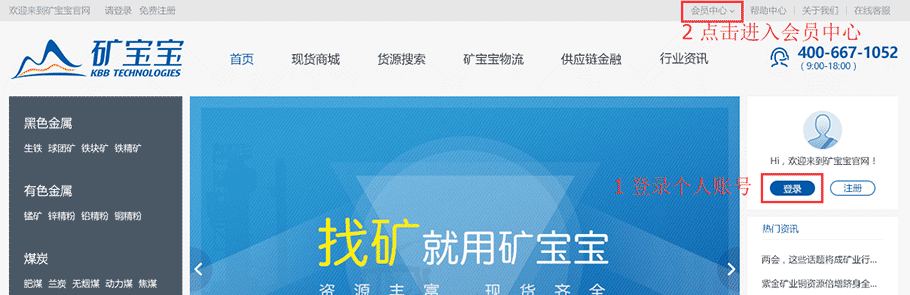 欢迎来到矿宝宝官网 请登录 免费注册 会员中心 帮助中心 关于我们 在线客服
2 点击进入会员中心
矿宝宝
KBB TECHNOLOGIES
首页 现货商城 货源搜索 矿宝宝物流 供应链金融 行业资讯
400-667-1052
(9:00-18:00)
黑色金属
生铁 球团矿 铁块矿 铁精矿
有色金属
锰矿 锌精粉 铅精粉 铜精粉
煤炭
肥煤 兰炭 无烟煤 动力煤 焦煤
找矿 就用矿宝宝
资源丰富 现货齐全
Hi，欢迎来到矿宝宝官网！
1 登录个人账号
登录 注册
热门资讯
两会，这些话题将成矿业行...
紫金矿业铜资源倍增跻身全...